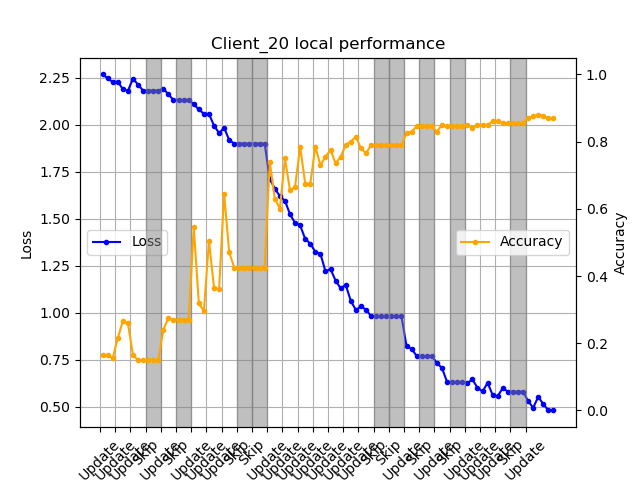 Client_20 local performance
2.25
2.00
1.75
1.50
1.25
1.00
0.75
0.50
Loss
1.0
0.8
0.6
0.4
0.2
0.0
Accuracy
Loss
Accuracy
Update
Update
Update
Skip
Update
Skip
Update
Update
Update
Skip
Skip
Update
Update
Update
Update
Update
Update
Update
Skip
Skip
Update
Skip
Update
Skip
Update
Update
Update
Skip
Update